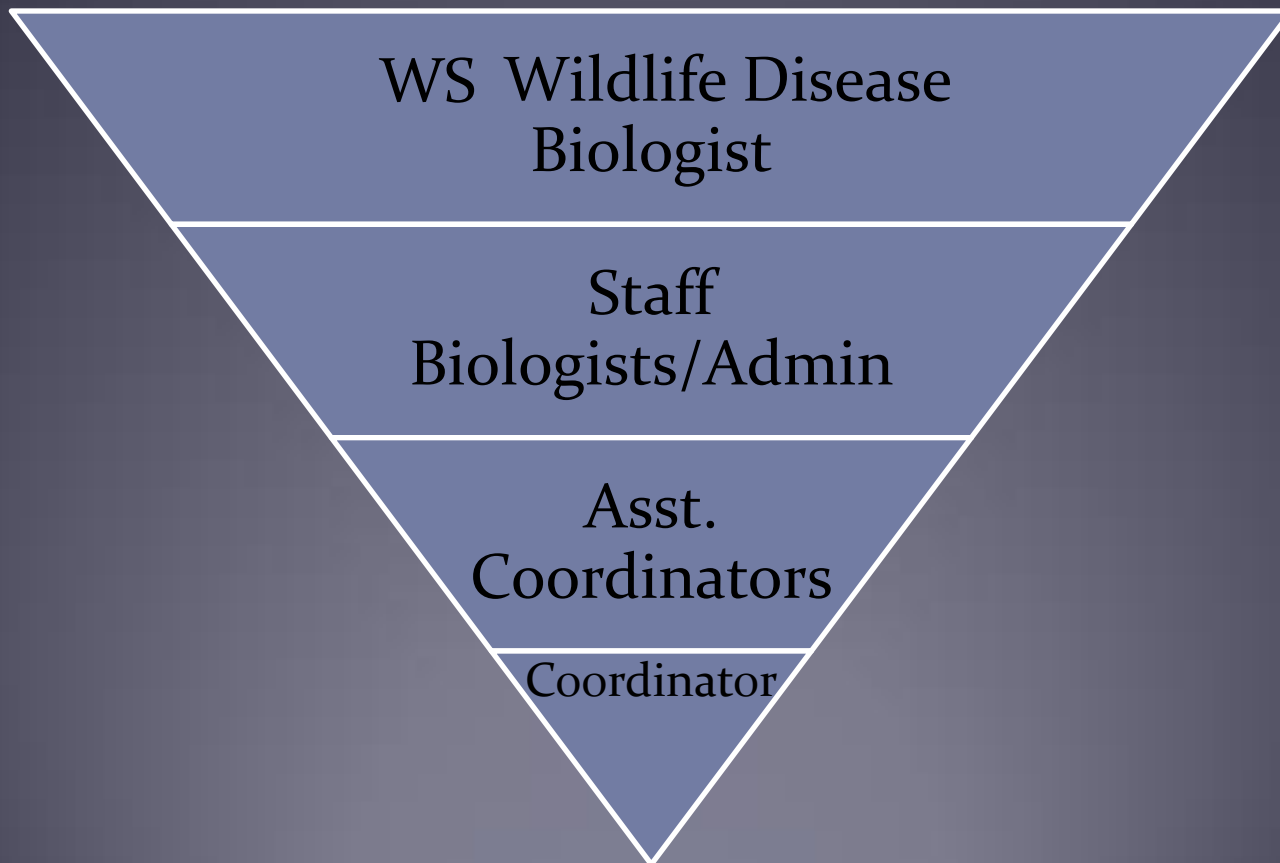 WS Wildlife Disease
Biologist
Staff
Biologists/Admin
Asst.
Coordinators
Coordinator